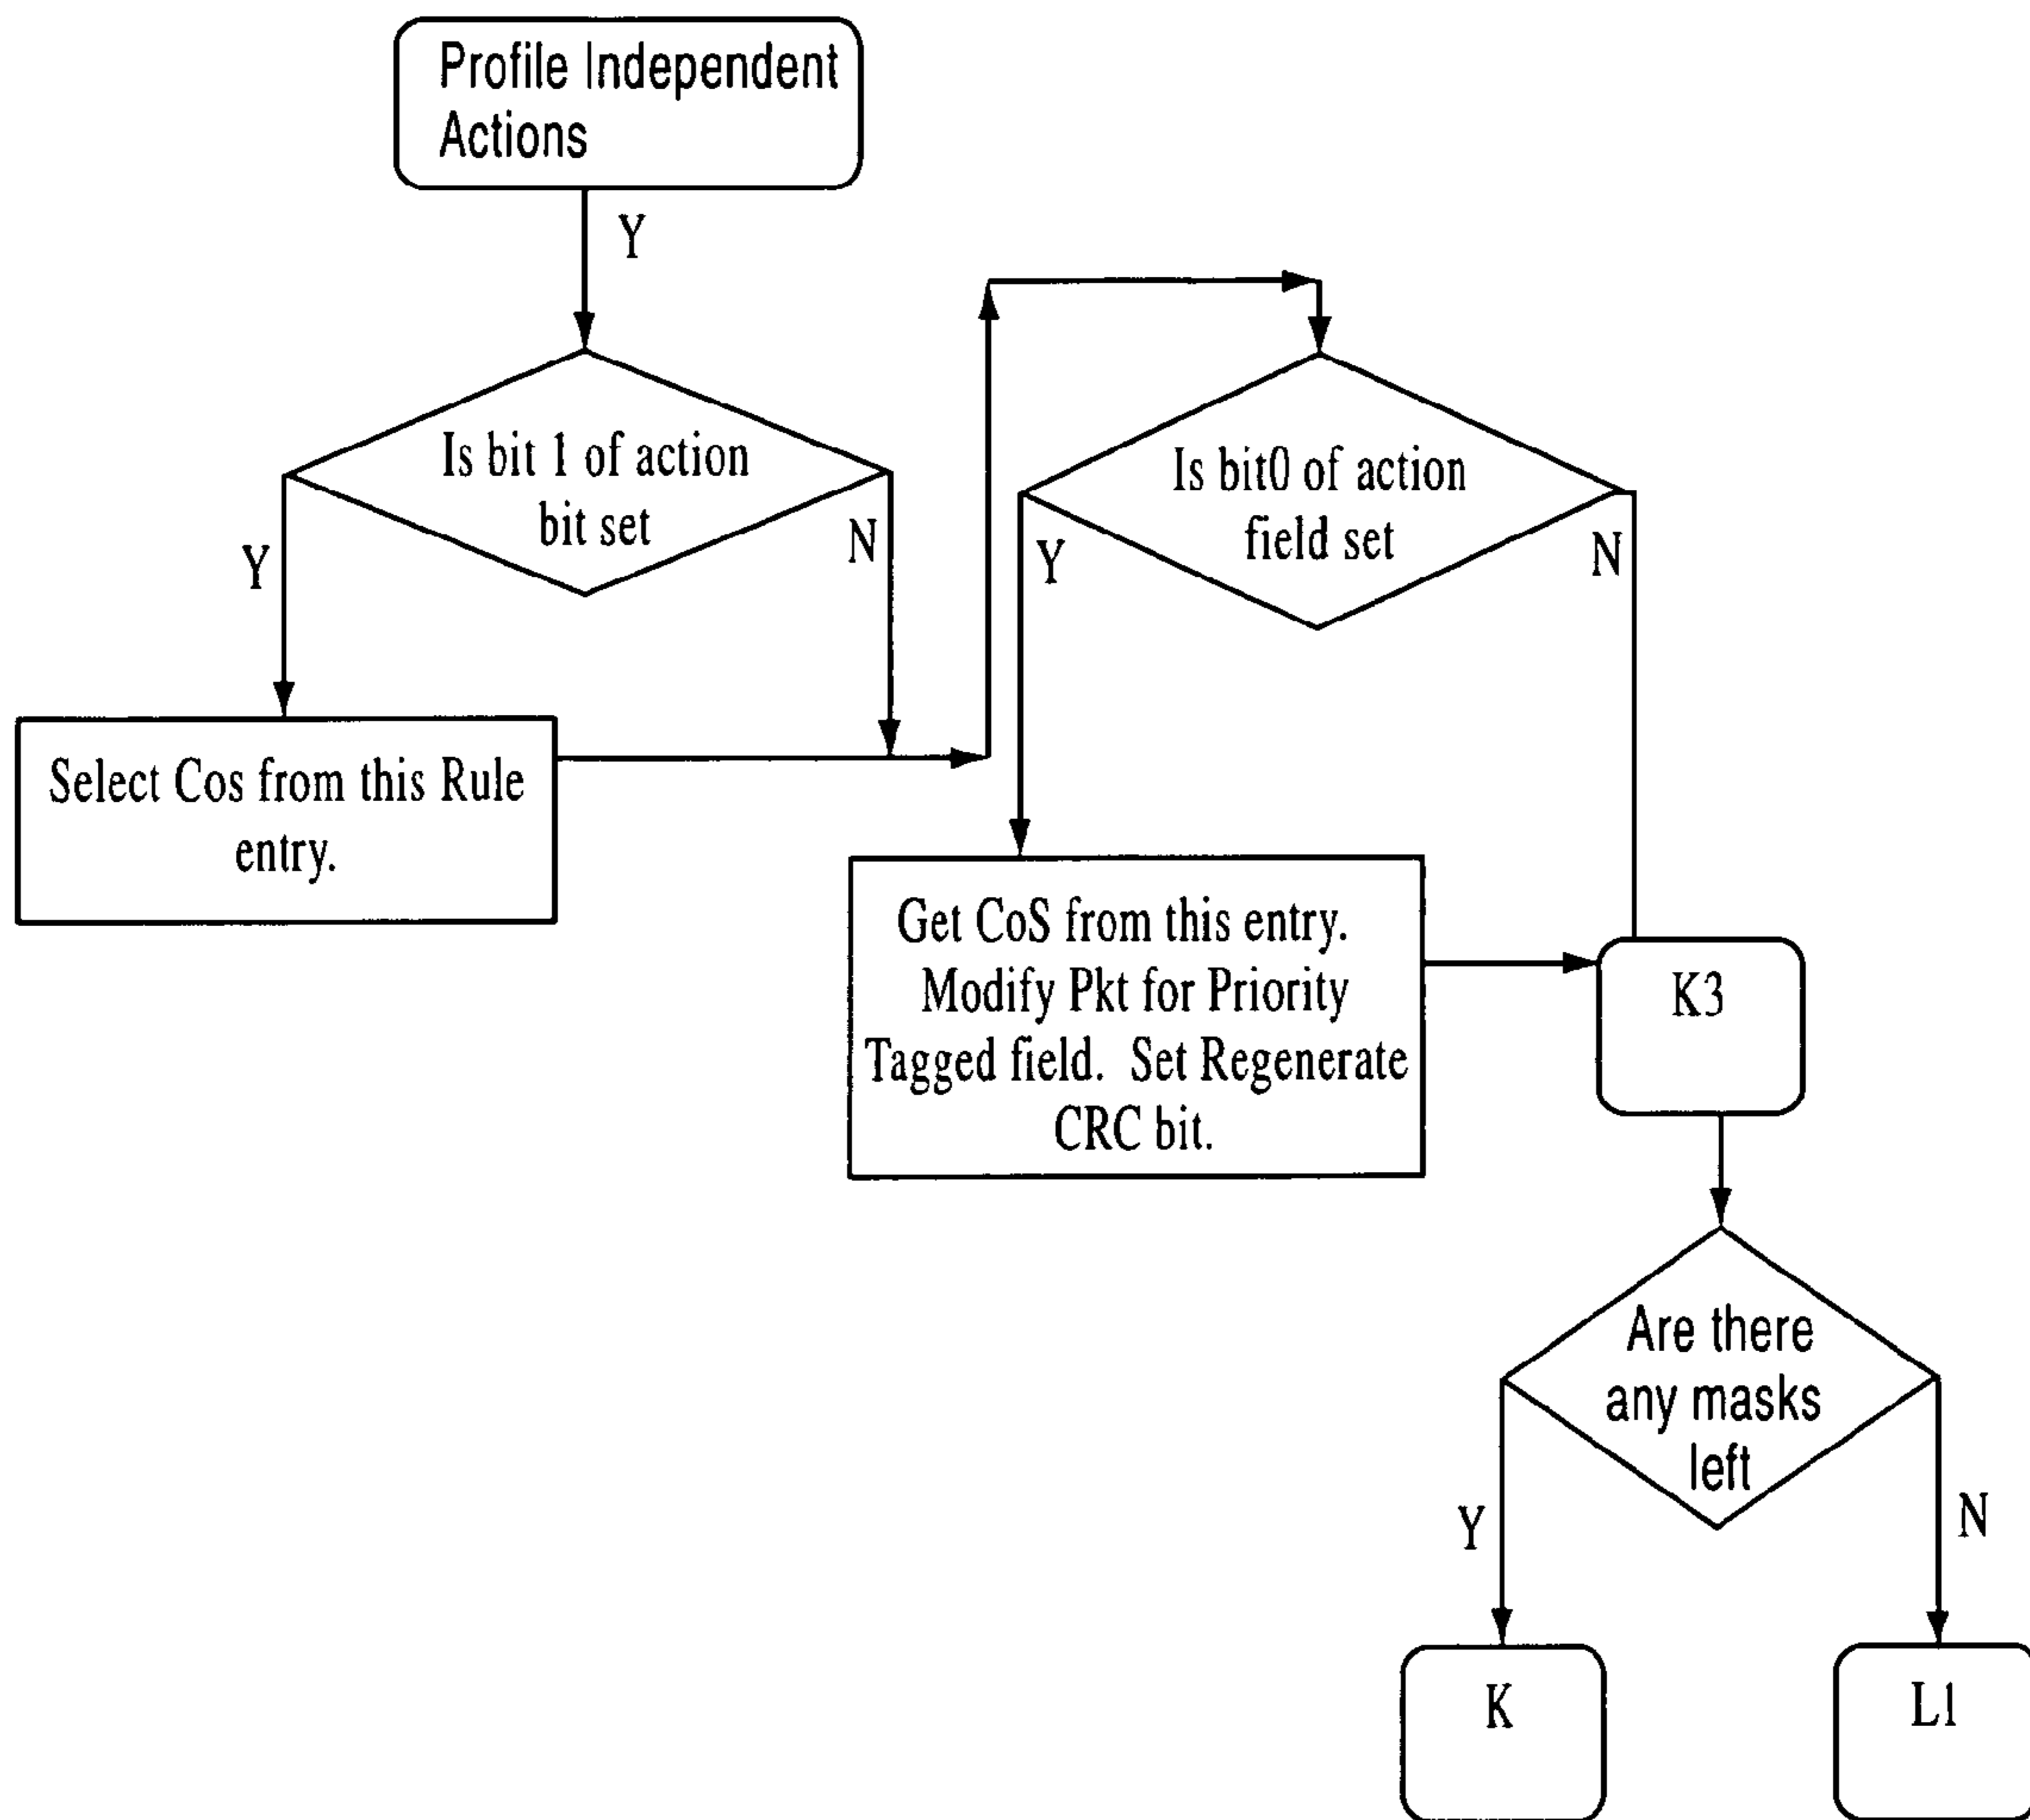 Profile Independent
Actions
Y
Is bit 1 of action
bit set
Y
N
Select Cos from this Rule
entry.
Is bit0 of action
field set
Y
N
Get CoS from this entry.
Modify Pkt for Priority
Tagged field. Set Regenerate
CRC bit.
K3
Are there
any masks
left
Y
N
K
L1